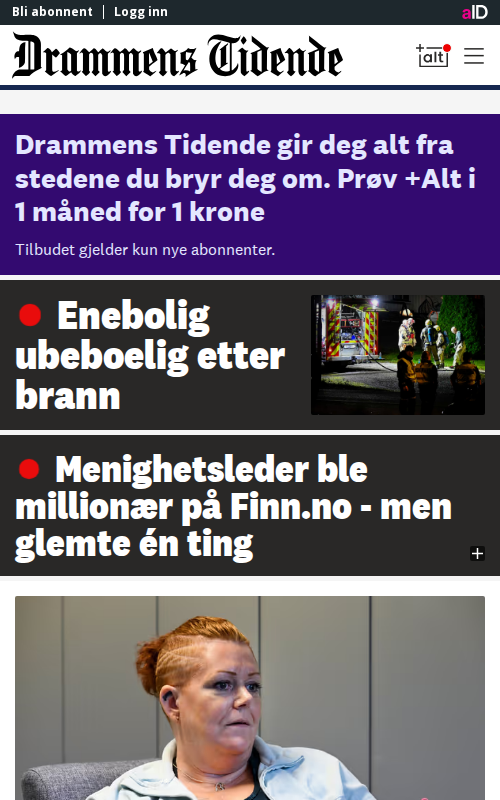 Bli abonnent | Logg inn
aID
Drammens Tidende
+alt
Drammens Tidende gir deg alt fra
stedene du bryr deg om. Prøv +Alt i
1 måned for 1 krone
Tilbudet gjelder kun nye abonnenter.
Enebolig
ubeboelig etter
brann
Menighetsleder ble
millionær på Finn.no - men
glemte én ting
+